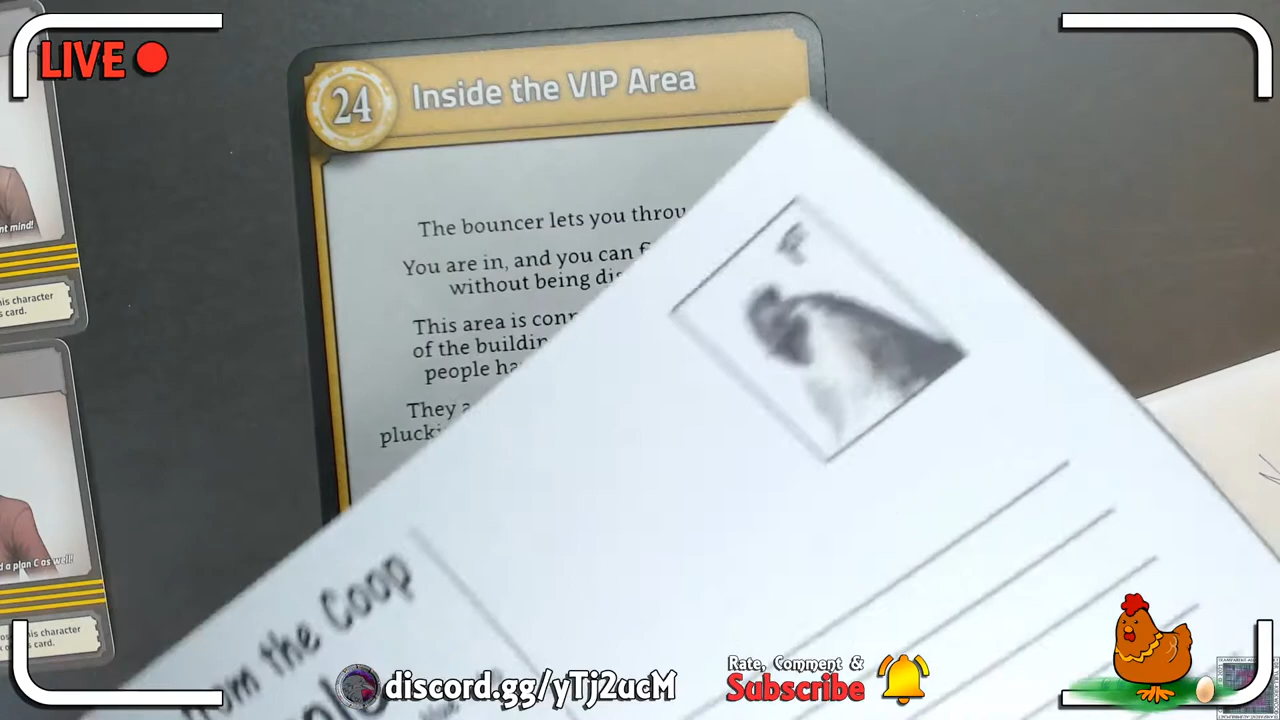 LIVE
24 Inside the VIP Area
The bouncer lets you throu
You are in, and you can f
without being dis
This area is conn
of the buildin
people ha
They a
pluck
nt mind!
his character
s card.
d a plan C as well!
his character
s card.
om the Coop
discord.gg/yTj2ucM
Rate, Comment &
Subscribe